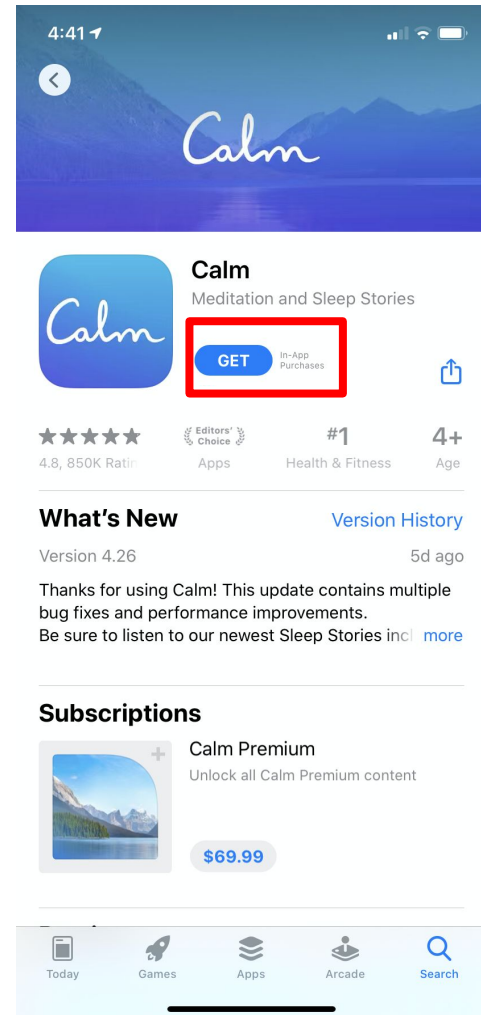 4:41
Calm
Calm
Calm
Meditation and Sleep Stories
GET
In-App
Purchases
★★★★★
Editors'
Choice
#1
4+
4.8, 850K Ratin
Apps
Health & Fitness
Age
What's New
Version History
Version 4.26
5d ago
Thanks for using Calm! This update contains multiple
bug fixes and performance improvements.
Be sure to listen to our newest Sleep Stories incl
more
Subscriptions
Calm Premium
Unlock all Calm Premium content
$69.99
Today
Games
Apps
Arcade
Search